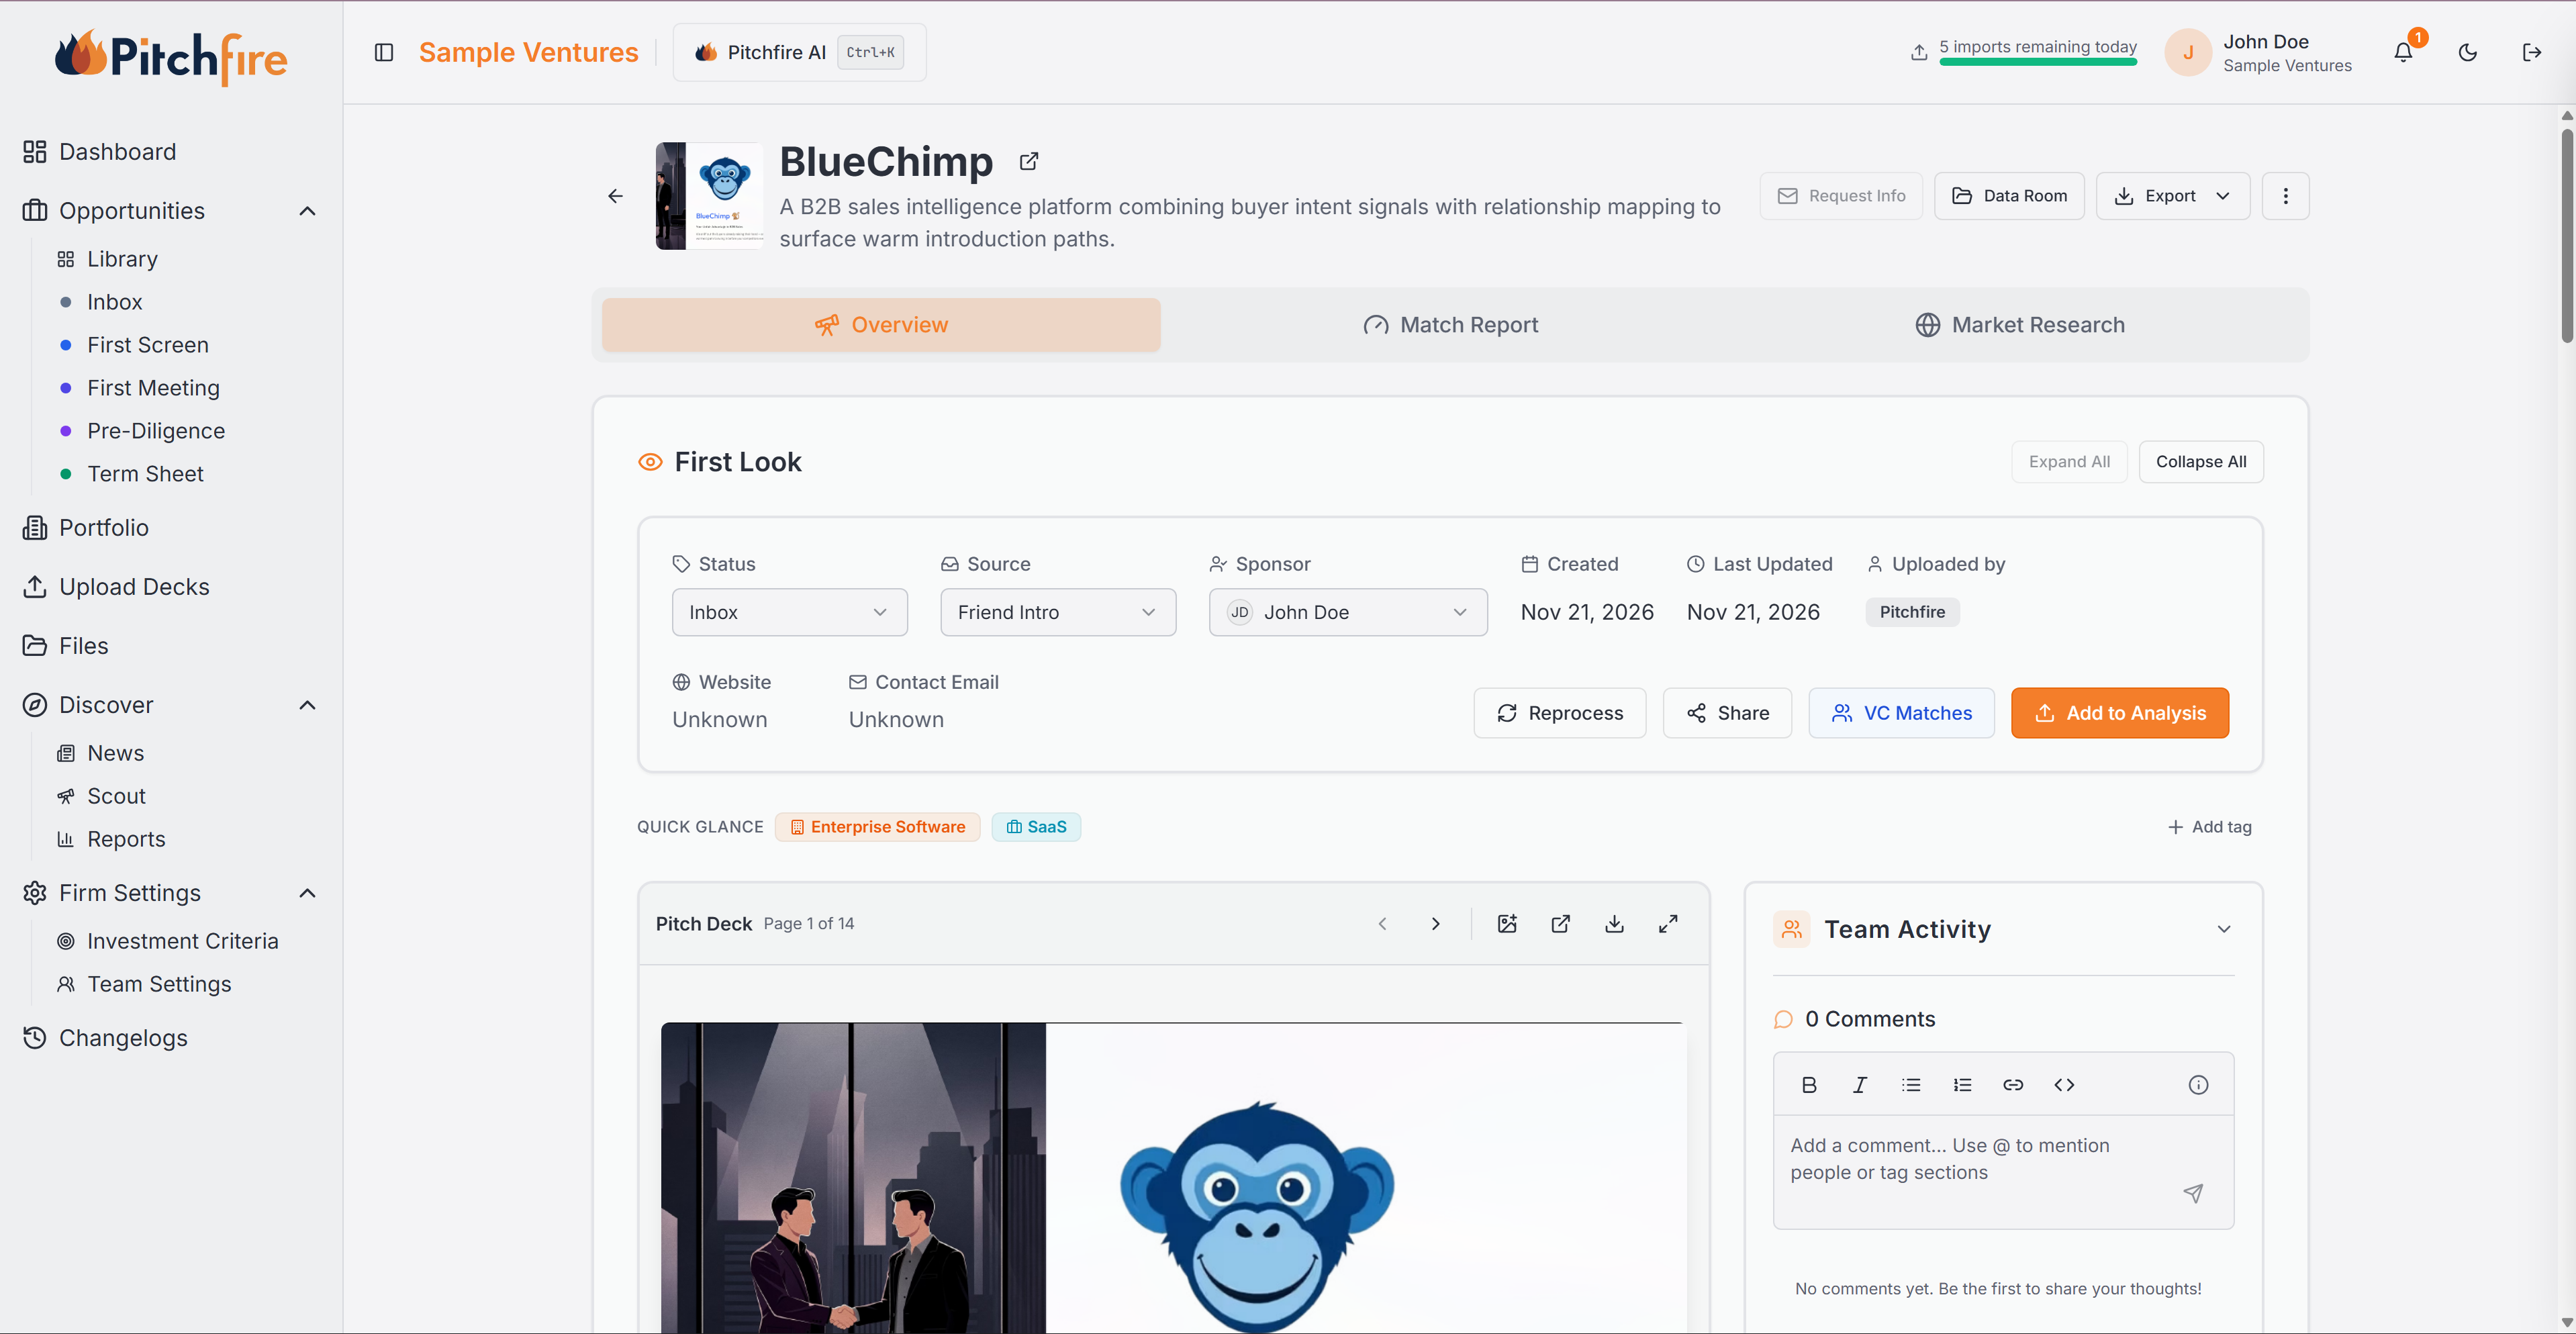 Pitchfire
Sample Ventures
Pitchfire AI Ctrl+K
5 imports remaining today
J
John Doe
Sample Ventures
1
Dashboard
Opportunities
Library
Inbox
First Screen
First Meeting
Pre-Diligence
Term Sheet
Portfolio
Upload Decks
Files
Discover
News
Scout
Reports
Firm Settings
Investment Criteria
Team Settings
Changelogs
BlueChimp
BlueChimp
A B2B sales intelligence platform combining buyer intent signals with relationship mapping to
surface warm introduction paths.
Request Info
Data Room
Export
Overview
Match Report
Market Research
First Look
Expand All
Collapse All
Status
Source
Sponsor
Created
Last Updated
Uploaded by
Inbox
Friend Intro
JD John Doe
Nov 21, 2026
Nov 21, 2026
Pitchfire
Website
Contact Email
Unknown
Unknown
Reprocess
Share
VC Matches
Add to Analysis
QUICK GLANCE
Enterprise Software
SaaS
Add tag
Pitch Deck Page 1 of 14
Team Activity
0 Comments
Add a comment... Use @ to mention
people or tag sections
No comments yet. Be the first to share your thoughts!